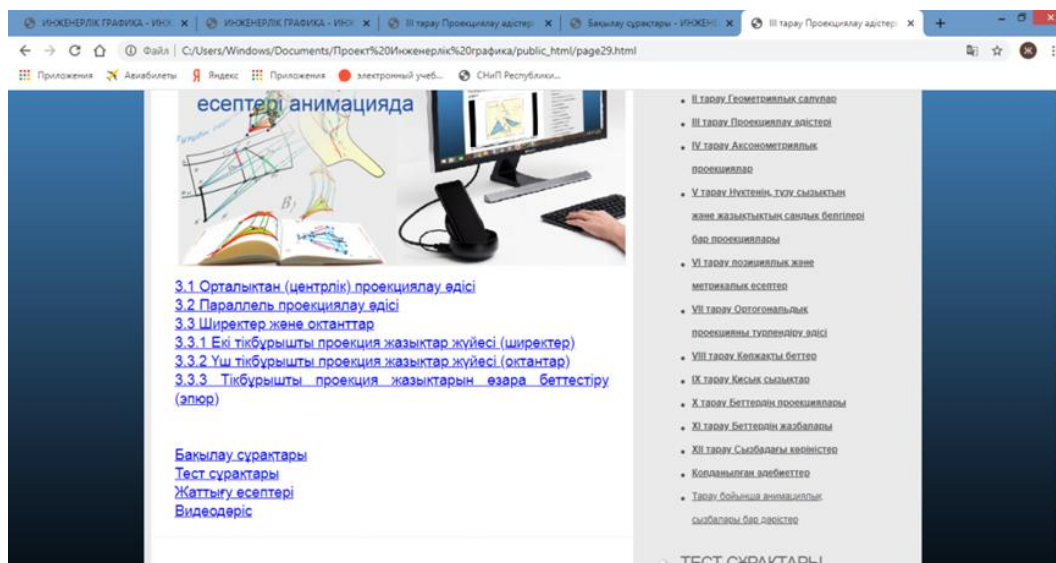 ИНЖЕНЕРЛІК ГРАФИКА - ИНЖ
ИНЖЕНЕРЛІК ГРАФИКА - ИНЖ
III тарау Проекциялау әдістері
Бақылау сұрақтары - ИНЖЕНЕ
III тарау Проекциялау әдістері
Файл | C:/Users/Windows/Documents/Проект%20Инженерлік%20графика/public_html/page29.html
Приложения Авиабилеты Яндекс Приложения электронный учеб... СНиП Республики...
есептері анимацияда
3.1 Орталықтан (центрлік) проекциялау әдісі
3.2 Параллель проекциялау әдісі
3.3 Ширектер және октанттар
3.3.1 Екі тікбұрышты проекция жазықтар жүйесі (ширектер)
3.3.2 Үш тікбұрышты проекция жазықтар жүйесі (октантар)
3.3.3 Тікбұрышты проекция жазықтарын өзара беттестіру
(эпюр)
Бақылау сұрақтары
Тест сұрақтары
Жаттығу есептері
Видеодәріс
II тарау Геометриялық салулар
III тарау Проекциялау әдістері
IV тарау Аксонометриялық
проекциялар
V тарау Нүктенің, түзу сызықтың
және жазықтықтың сандық белгілері
бар проекциялары
VI тарау позициялық және
метрикалық есептер
VII тарау Ортогональдық
проекцияны түрлендіру әдісі
VIII тарау Көпжақты беттер
IX тарау Қисық сызықтар
X тарау Беттердің проекциялары
XI тарау Беттердің жазбалары
XII тарау Сызбадағы көріністер
Қолданылған әдебиеттер
Тарау бойынша анимациялық
сызбалары бар дәрістер
ТЕСТ СҰРАҚТАРЫ